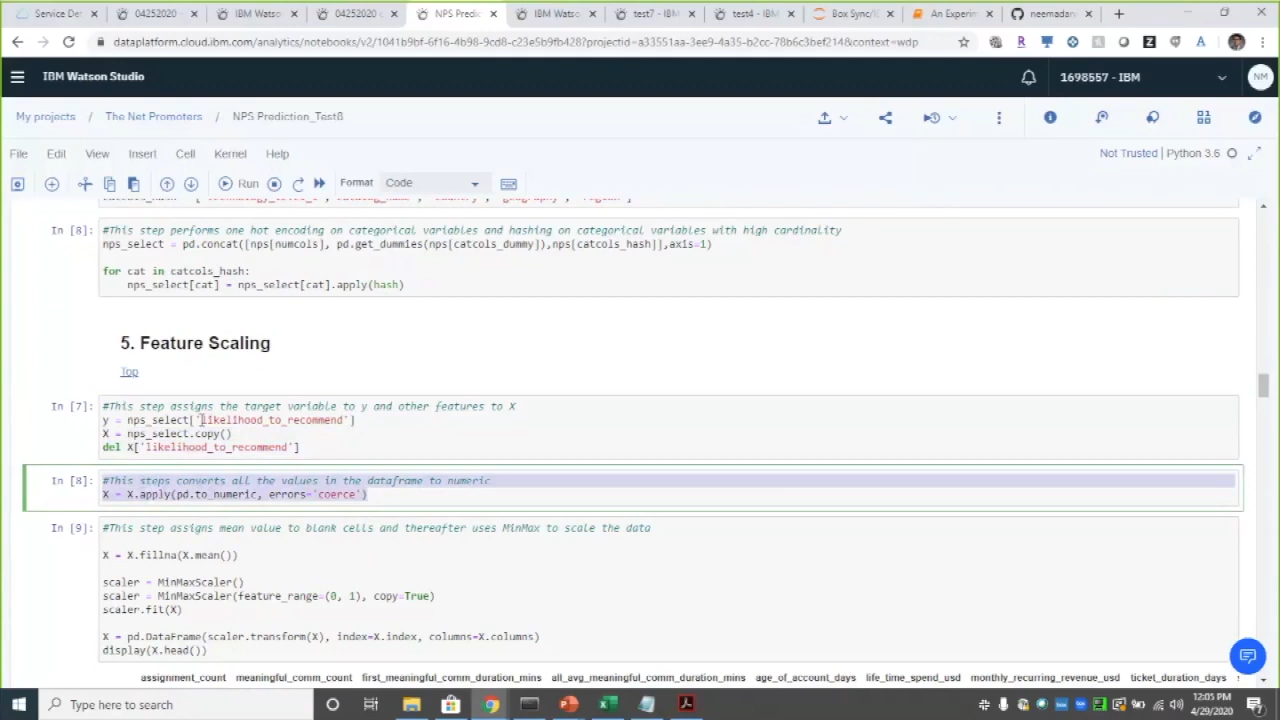 Service Det
04252020
IBM Watso
04252020
NPS Predic
IBM Watso
test7 - IBM
test4 - IBM
Box Sync/IE
An Experim
neemadan
dataplatform.cloud.ibm.com/analytics/notebooks/v2/1041b9bf-6f16-4b98-9cd8-c23e5b9fb428?projectid=a33551aa-3ee9-4a35-b2cc-78b6c3bef214&context=wdp
IBM Watson Studio
1698557 - IBM
NM
My projects / The Net Promoters / NPS Prediction_Test8
File Edit View Insert Cell Kernel Help
Not Trusted | Python 3.6
Run
Format
Code
In [8]:
#This step performs one hot encoding on categorical variables and hashing on categorical variables with high cardinality
nps_select = pd.concat([nps[numcols], pd.get_dummies(nps[catcols_dummy]),nps[catcols_hash]],axis=1)
for cat in catcols_hash:
nps_select[cat] = nps_select[cat].apply(hash)
5. Feature Scaling
Top
In [7]:
#This step assigns the target variable to y and other features to X
y = nps_select['likelihood_to_recommend']
X = nps_select.copy()
del X['likelihood_to_recommend']
In [8]:
#This steps converts all the values in the dataframe to numeric
X = X.apply(pd.to_numeric, errors='coerce')
In [9]:
#This step assigns mean value to blank cells and thereafter uses MinMax to scale the data
X = X.fillna(X.mean())
scaler = MinMaxScaler()
scaler = MinMaxScaler(feature_range=(0, 1), copy=True)
scaler.fit(X)
X = pd.DataFrame(scaler.transform(X), index=X.index, columns=X.columns)
display(X.head())
assignment_count meaningful_comm_count first_meaningful_comm_duration_mins all_avg_meaningful_comm_duration_mins age_of_account_days life_time_spend_usd monthly_recurring_revenue_usd ticket_duration_days
Type here to search
12:05 PM
4/29/2020